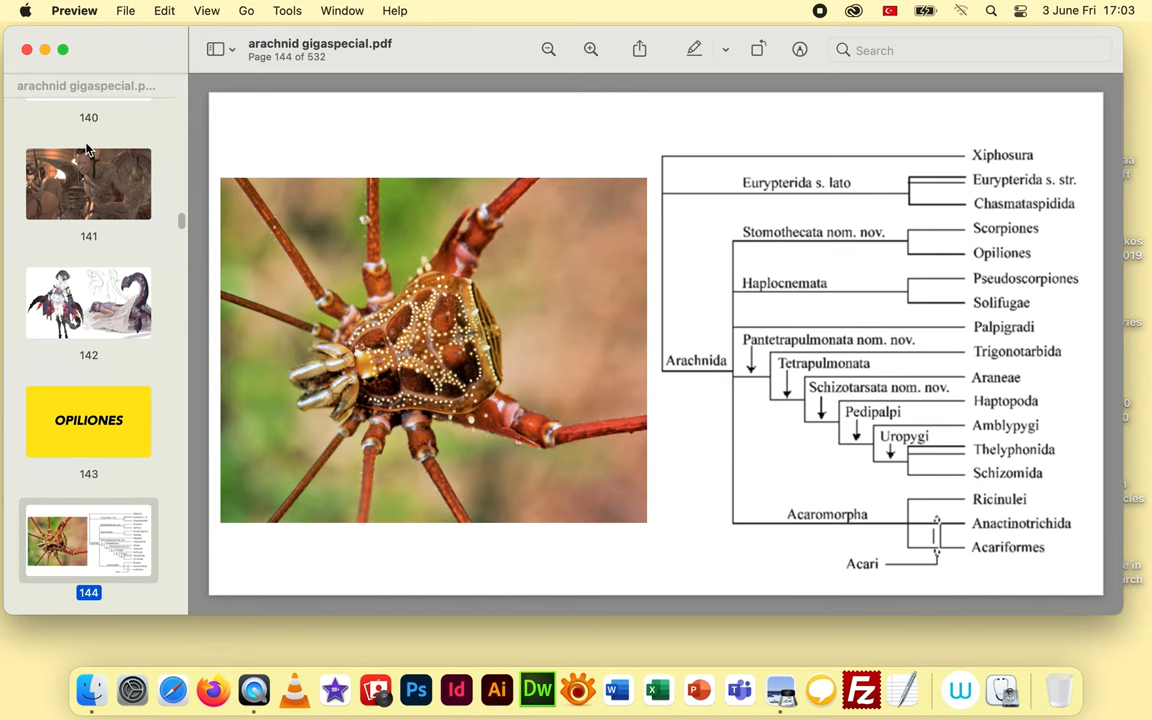 Preview File Edit View Go Tools Window Help 3 June Fri 17:03
arachnid gigaspecial.pdf
Page 144 of 532
Search
arachnid gigaspecial.p...
140
141
142
OPILIONES
143
144
Xiphosura
Eurypterida s. lato
Eurypterida s. str.
Chasmataspidida
Stomothecata nom. nov.
Scorpiones
Opiliones
Haplocnemata
Pseudoscorpiones
Solifugae
Palpigradi
Pantetrapulmonata nom. nov.
Trigonotarbida
Arachnida
Tetrapulmonata
Araneae
Schizotarsata nom. nov.
Haptopoda
Pedipalpi
Amblypygi
Uropygi
Thelyphonida
Schizomida
Ricinulei
Acaromorpha
Anactinotrichida
Acariformes
Acari
Ps Id Ai Dw W X P T Fz W